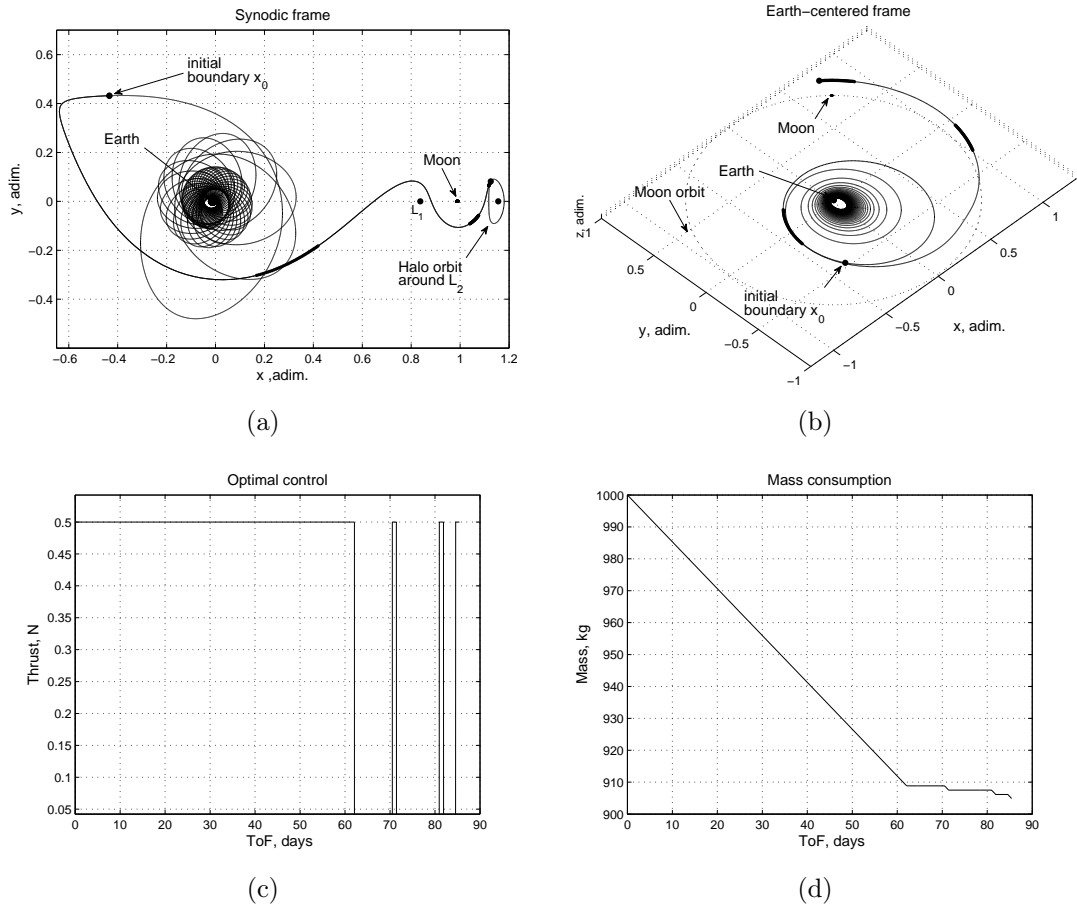 Synodic frame
0.6
0.4
0.2
0
−0.2
−0.4
y, adim.
−0.6
−0.4
−0.2
0
0.2
0.4
0.6
0.8
1
1.2
x ,adim.
initial
boundary x0
Earth
Moon
L1
Halo orbit
around L2
(a)
Earth−centered frame
Moon
Earth
Moon orbit
initial
boundary x0
z, adim.
1
0.5
0
−0.5
−1
y, adim.
−1
−0.5
0
0.5
1
x, adim.
(b)
Optimal control
0.5
0.45
0.4
0.35
0.3
0.25
0.2
0.15
0.1
0.05
Thrust, N
0
10
20
30
40
50
60
70
80
90
ToF, days
(c)
Mass consumption
1000
990
980
970
960
950
940
930
920
910
900
Mass, kg
0
10
20
30
40
50
60
70
80
90
ToF, days
(d)